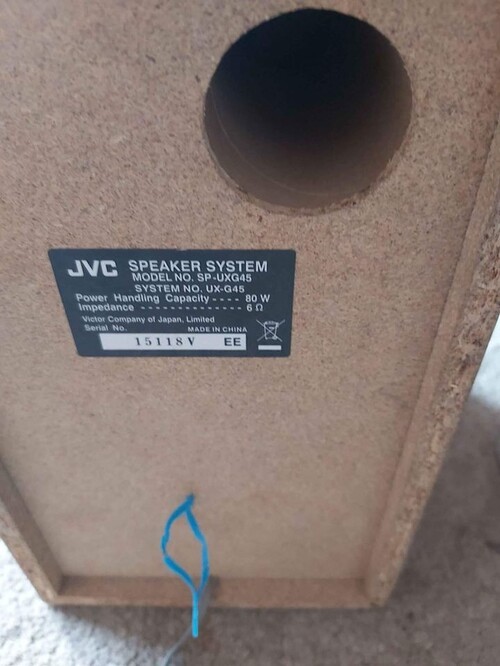 JVC SPEAKER SYSTEM
MODEL NO. SP-UXG45
SYSTEM NO. UX-G45
Power Handling Capacity ---- 80 W
Impedance -------------- 6 Ω
Victor Company of Japan, Limited
Serial No. MADE IN CHINA
15118V EE